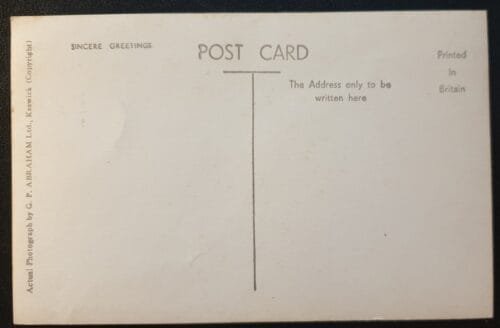 SINCERE GREETINGS
POST CARD
Printed
in
Britain
The Address only to be
written here
Actual Photograph by G. P. ABRAHAM Ltd., Keswick (Copyright)